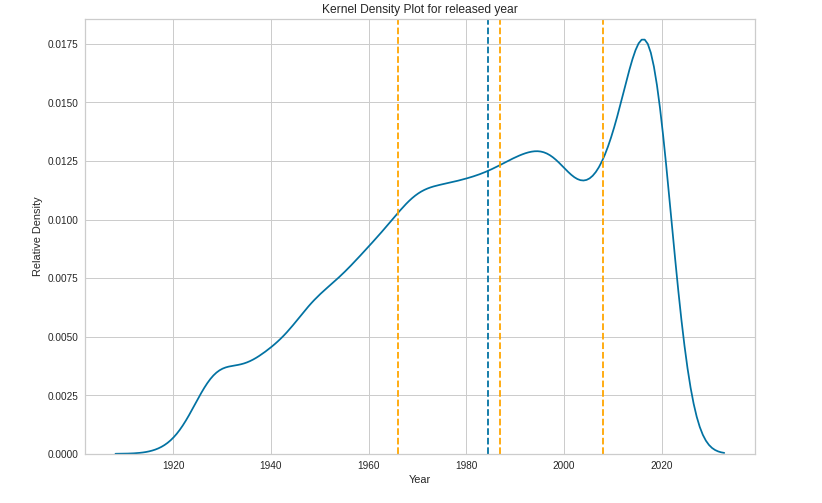 Kernel Density Plot for released year
0.0175
0.0150
0.0125
0.0100
0.0075
0.0050
0.0025
0.0000
Relative Density
1920 1940 1960 1980 2000 2020
Year